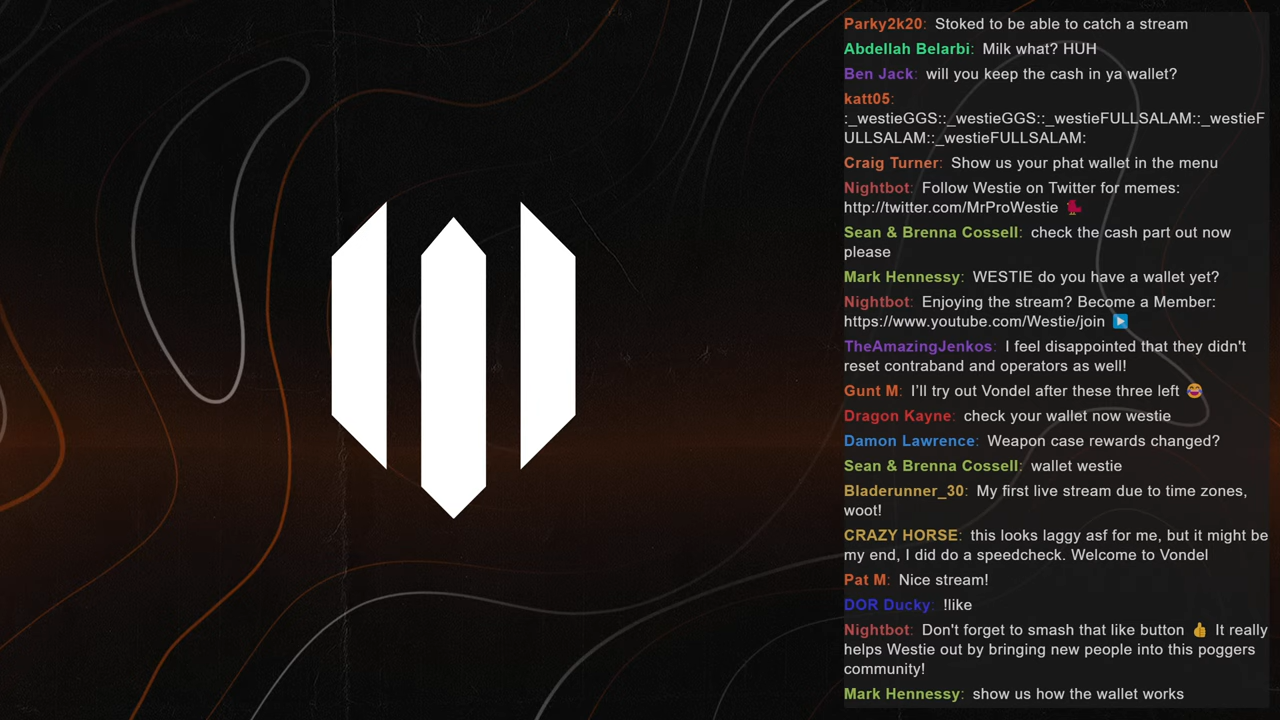 Parky2k20: Stoked to be able to catch a stream
Abdellah Belarbi: Milk what? HUH
Ben Jack: will you keep the cash in ya wallet?
katt05:
:_westieGGS::_westieGGS::_westieFULLSALAM::_westieF
ULLSALAM::_westieFULLSALAM:
Craig Turner: Show us your phat wallet in the menu
Nightbot: Follow Westie on Twitter for memes:
http://twitter.com/MrProWestie
Sean & Brenna Cossell: check the cash part out now
please
Mark Hennessy: WESTIE do you have a wallet yet?
Nightbot: Enjoying the stream? Become a Member:
https://www.youtube.com/Westie/join ▶️
TheAmazingJenkos: I feel disappointed that they didn't
reset contraband and operators as well!
Gunt M: I'll try out Vondel after these three left 😂
Dragon Kayne: check your wallet now westie
Damon Lawrence: Weapon case rewards changed?
Sean & Brenna Cossell: wallet westie
Bladerunner_30: My first live stream due to time zones,
woot!
CRAZY HORSE: this looks laggy asf for me, but it might be
my end, I did do a speedcheck. Welcome to Vondel
Pat M: Nice stream!
DOR Ducky: !like
Nightbot: Don't forget to smash that like button 👍 It really
helps Westie out by bringing new people into this poggers
community!
Mark Hennessy: show us how the wallet works